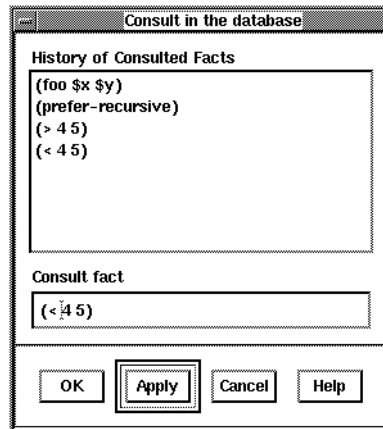 Consult in the database
History of Consulted Facts
(foo $x $y)
(prefer-recursive)
(> 4 5)
(< 4 5)
Consult fact
(< 4 5)
OK Apply Cancel Help